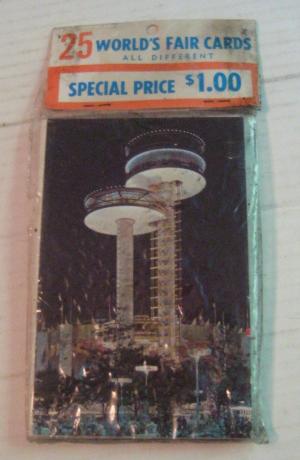 25 WORLD'S FAIR CARDS
ALL DIFFERENT
SPECIAL PRICE $1.00